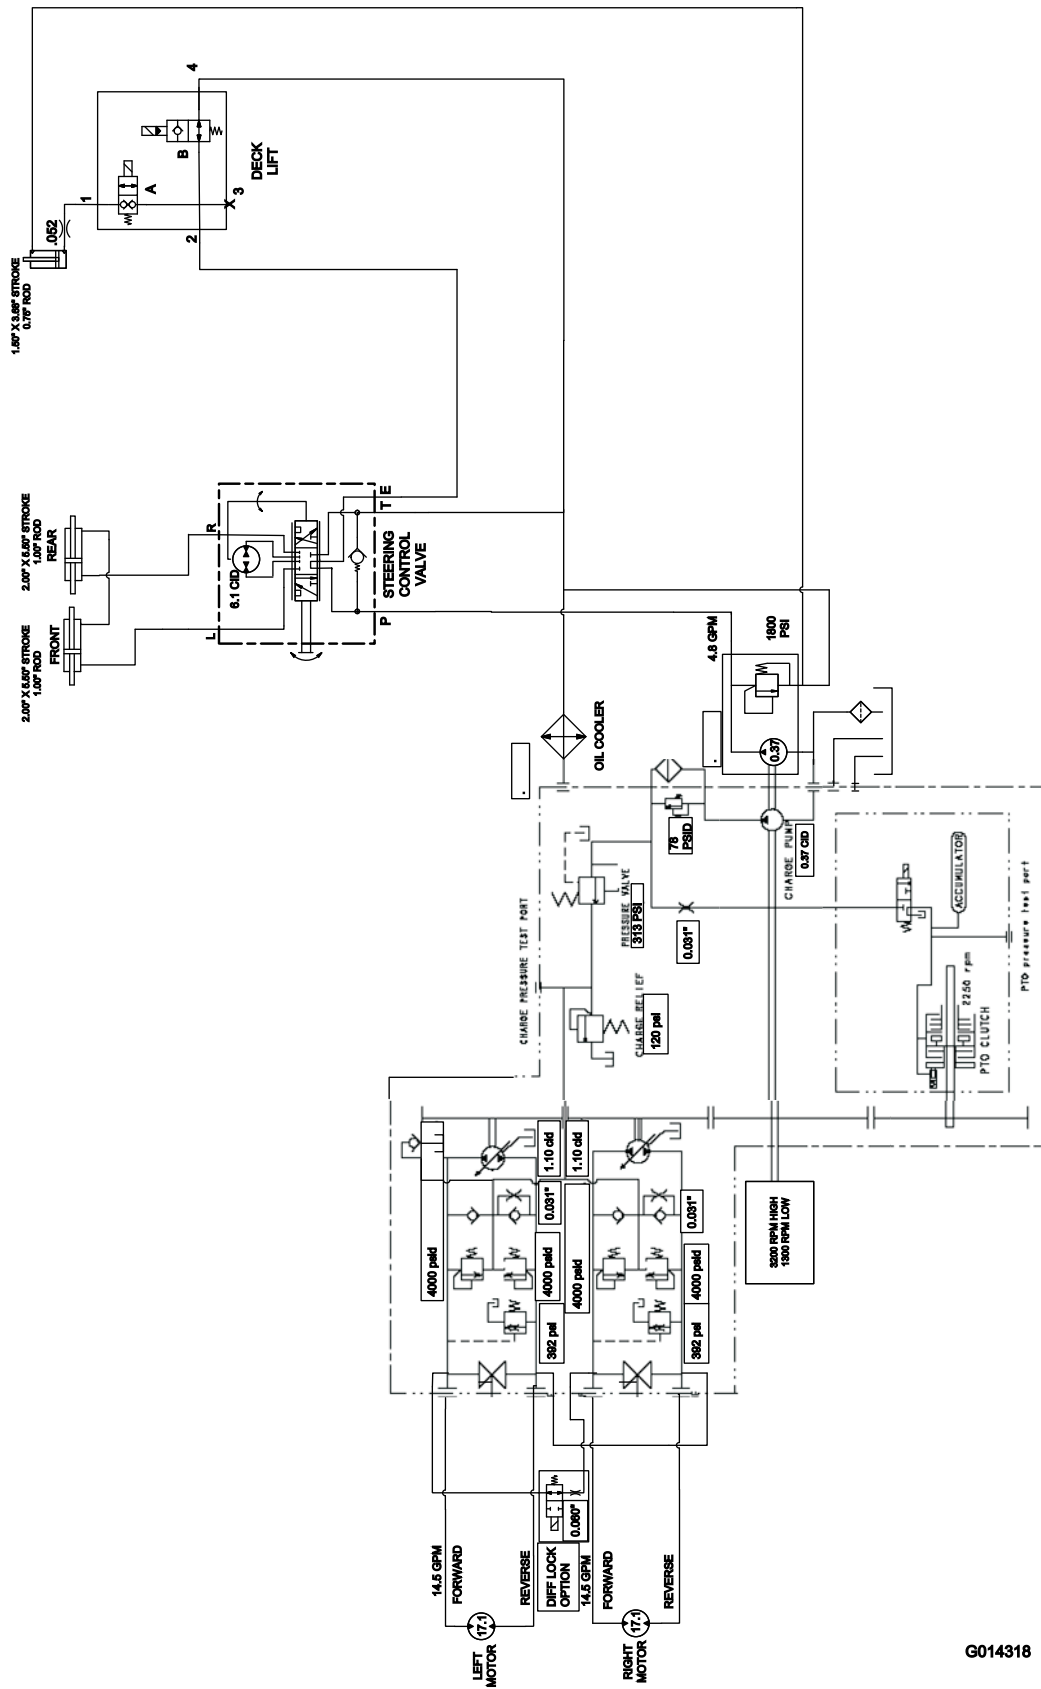 1.50" X 3.68" STROKE
0.75" ROD
.052
1
2
3
4
A
B
DECK
LIFT
2.00" X 5.50" STROKE
1.00" ROD
REAR
2.00" X 5.50" STROKE
1.00" ROD
FRONT
L
R
6.1 CID
P
T
E
STEERING
CONTROL
VALVE
OIL COOLER
4.8 GPM
1800
PSI
0.37
CHARGE PUMP
0.37 CID
78
PSID
PRESSURE VALVE
313 PSI
CHARGE PRESSURE TEST PORT
CHARGE RELIEF
120 psi
0.031"
ACCUMULATOR
PTO pressure test port
2250 rpm
PTO CLUTCH
3200 RPM HIGH
1300 RPM LOW
4000 psid
1.10 cid
0.031"
4000 psid
392 psi
1.10 cid
4000 psid
0.031"
4000 psid
392 psi
14.5 GPM
FORWARD
REVERSE
17.1
LEFT
MOTOR
DIFF LOCK
OPTION
0.060"
14.5 GPM
FORWARD
REVERSE
17.1
RIGHT
MOTOR
G014318